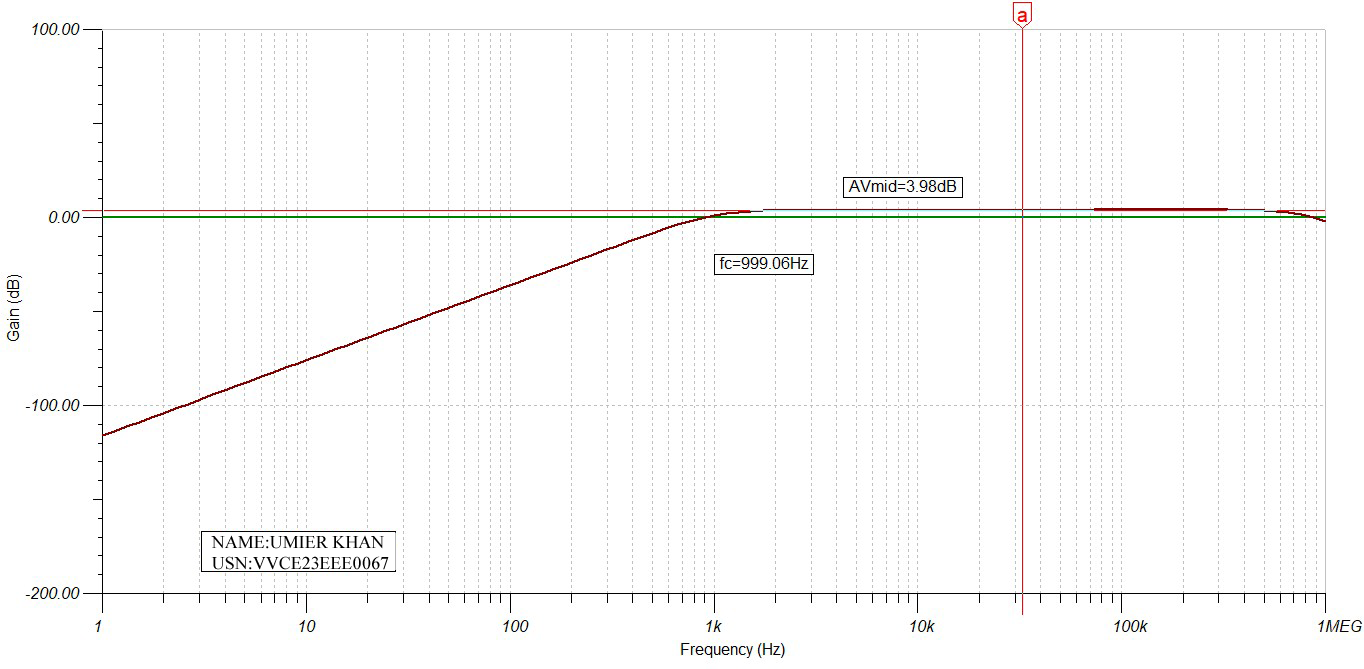 a
100.00
AVmid=3.98dB
0.00
fc=999.06Hz
Gain (dB)
-100.00
NAME:UMIER KHAN
USN:VVCE23EEE0067
-200.00
1 10 100 1k 10k 100k 1MEG
Frequency (Hz)